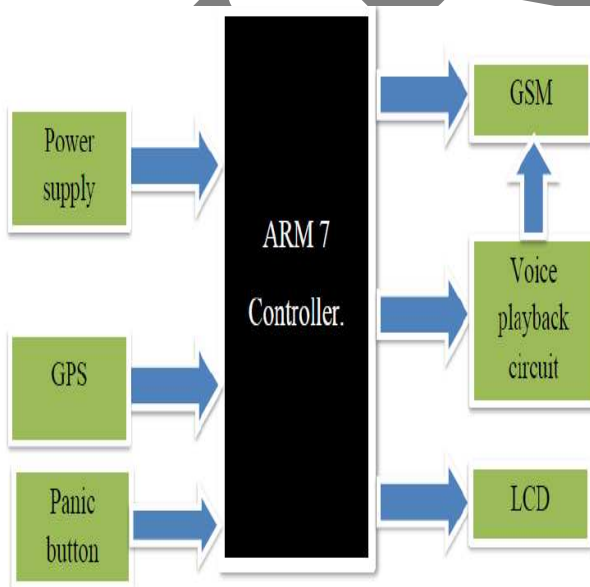 Power
supply
GPS
Panic
button
ARM 7
Controller.
GSM
Voice
playback
circuit
LCD